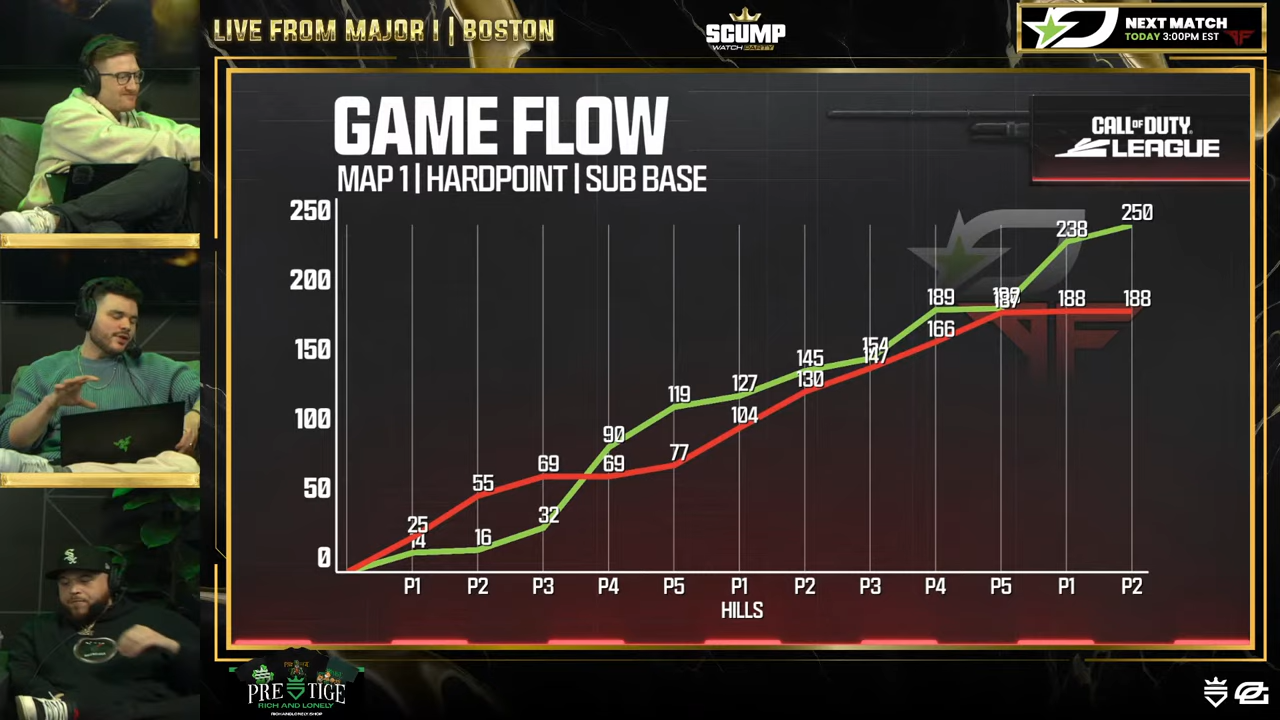 LIVE FROM MAJOR I | BOSTON
SCUMP
WATCH PARTY
NEXT MATCH
TODAY 3:00PM EST
GAME FLOW
MAP 1 | HARDPOINT | SUB BASE
CALL OF DUTY
LEAGUE
250
200
150
100
50
0
25 55 69 69 77 104 130 147 166 187 188 188
14 16 32 90 119 127 145 154 189 238 250
P1 P2 P3 P4 P5 P1 P2 P3 P4 P5 P1 P2
HILLS
PRESTIGE
RICH AND LONELY
RICHANDLONELY.SHOP